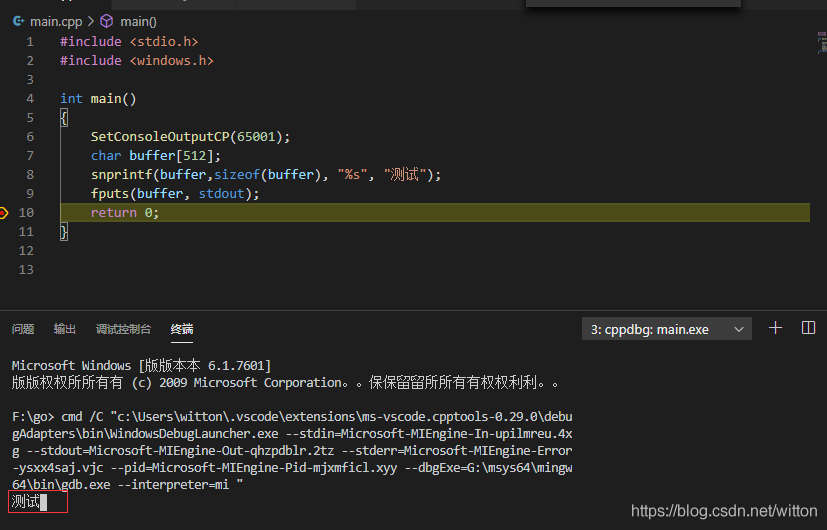 main.cpp > main()
1 #include <stdio.h>
2 #include <windows.h>
3
4 int main()
5 {
6 SetConsoleOutputCP(65001);
7 char buffer[512];
8 snprintf(buffer,sizeof(buffer), "%s", "测试");
9 fputs(buffer, stdout);
10 return 0;
11 }
12
13
问题 输出 调试控制台 终端 3: cppdbg: main.exe
Microsoft Windows [版版本本 6.1.7601]
版版权权所所有有 (c) 2009 Microsoft Corporation。。保保留留所所有有权权利利。。
F:\go> cmd /C "c:\Users\witton\.vscode\extensions\ms-vscode.cpptools-0.29.0\debu
gAdapters\bin\WindowsDebugLauncher.exe --stdin=Microsoft-MIEngine-In-upilmreu.4x
g --stdout=Microsoft-MIEngine-Out-qhzpdblr.2tz --stderr=Microsoft-MIEngine-Error
-ysxx4saj.vjc --pid=Microsoft-MIEngine-Pid-mjxmficl.xyy --dbgExe=G:\msys64\mingw
64\bin\gdb.exe --interpreter=mi "
测试
https://blog.csdn.net/witton